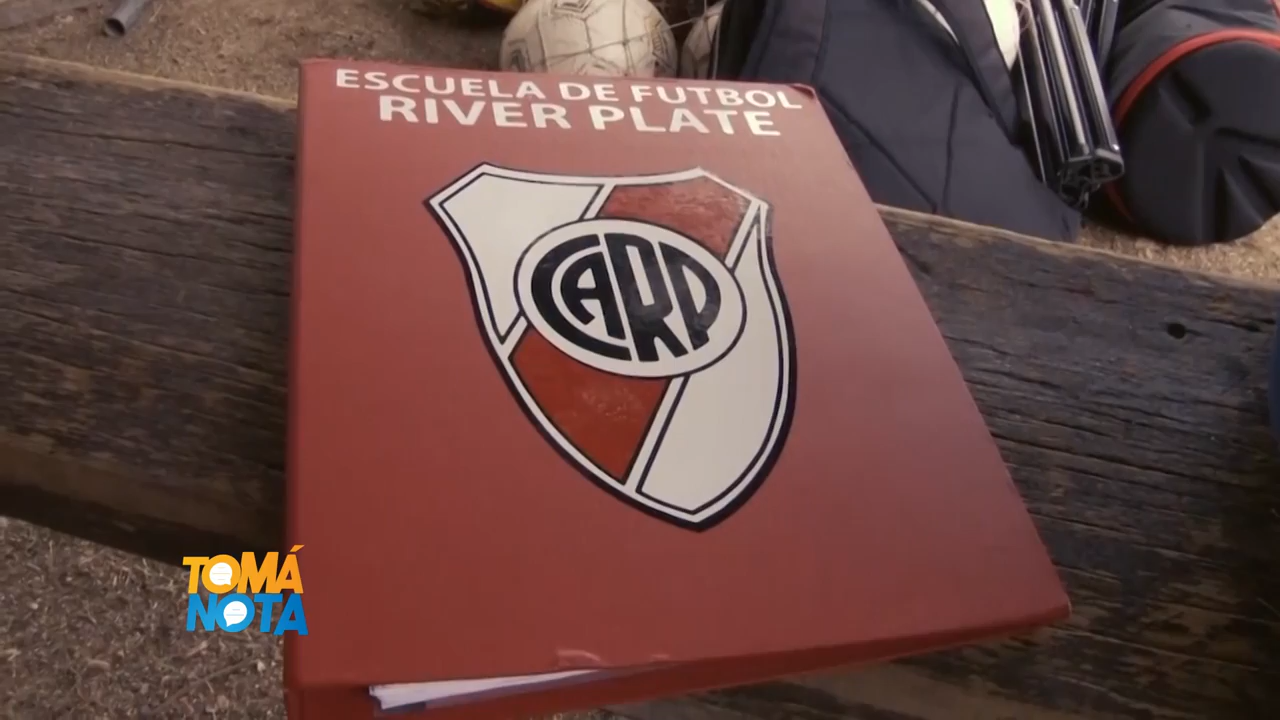 ESCUELA DE FUTBOL
RIVER PLATE
CARP
TOMÁ
NOTA